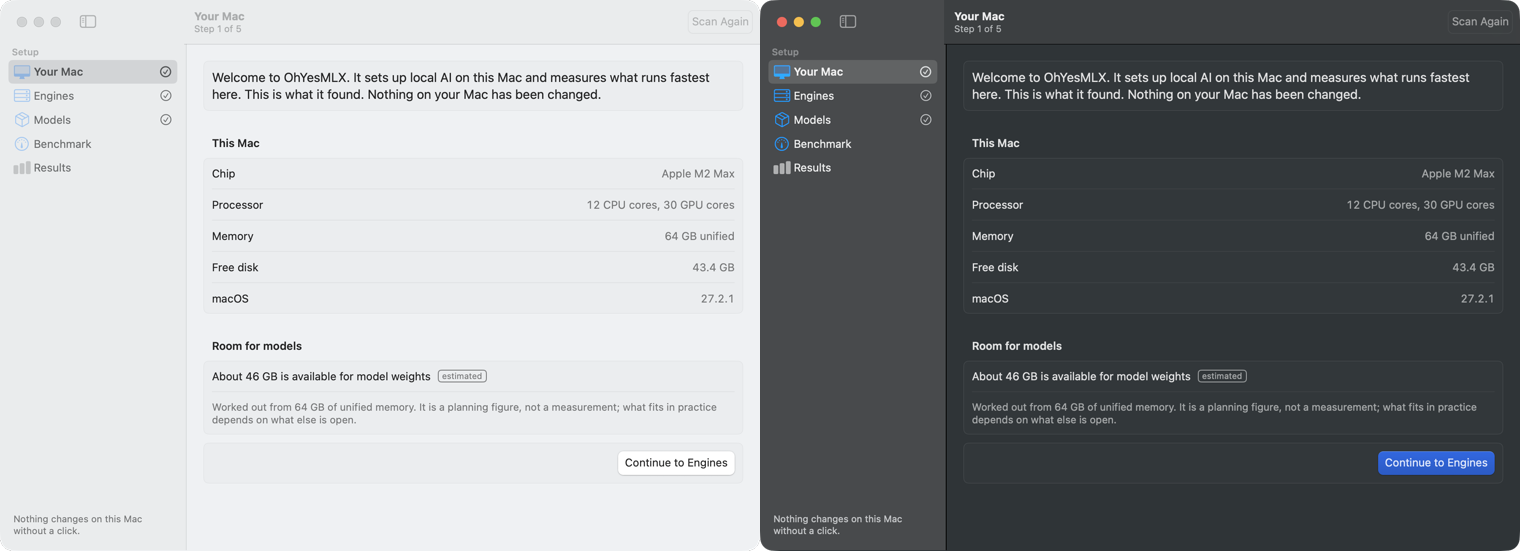 Your Mac
Step 1 of 5
Scan Again
Setup
Your Mac
Engines
Models
Benchmark
Results
Welcome to OhYesMLX. It sets up local AI on this Mac and measures what runs fastest
here. This is what it found. Nothing on your Mac has been changed.
This Mac
Chip
Apple M2 Max
Processor
12 CPU cores, 30 GPU cores
Memory
64 GB unified
Free disk
43.4 GB
macOS
27.2.1
Room for models
About 46 GB is available for model weights
estimated
Worked out from 64 GB of unified memory. It is a planning figure, not a measurement; what fits in practice
depends on what else is open.
Continue to Engines
Nothing changes on this Mac
without a click.
Your Mac
Step 1 of 5
Scan Again
Setup
Your Mac
Engines
Models
Benchmark
Results
Welcome to OhYesMLX. It sets up local AI on this Mac and measures what runs fastest
here. This is what it found. Nothing on your Mac has been changed.
This Mac
Chip
Apple M2 Max
Processor
12 CPU cores, 30 GPU cores
Memory
64 GB unified
Free disk
43.4 GB
macOS
27.2.1
Room for models
About 46 GB is available for model weights
estimated
Worked out from 64 GB of unified memory. It is a planning figure, not a measurement; what fits in practice
depends on what else is open.
Continue to Engines
Nothing changes on this Mac
without a click.